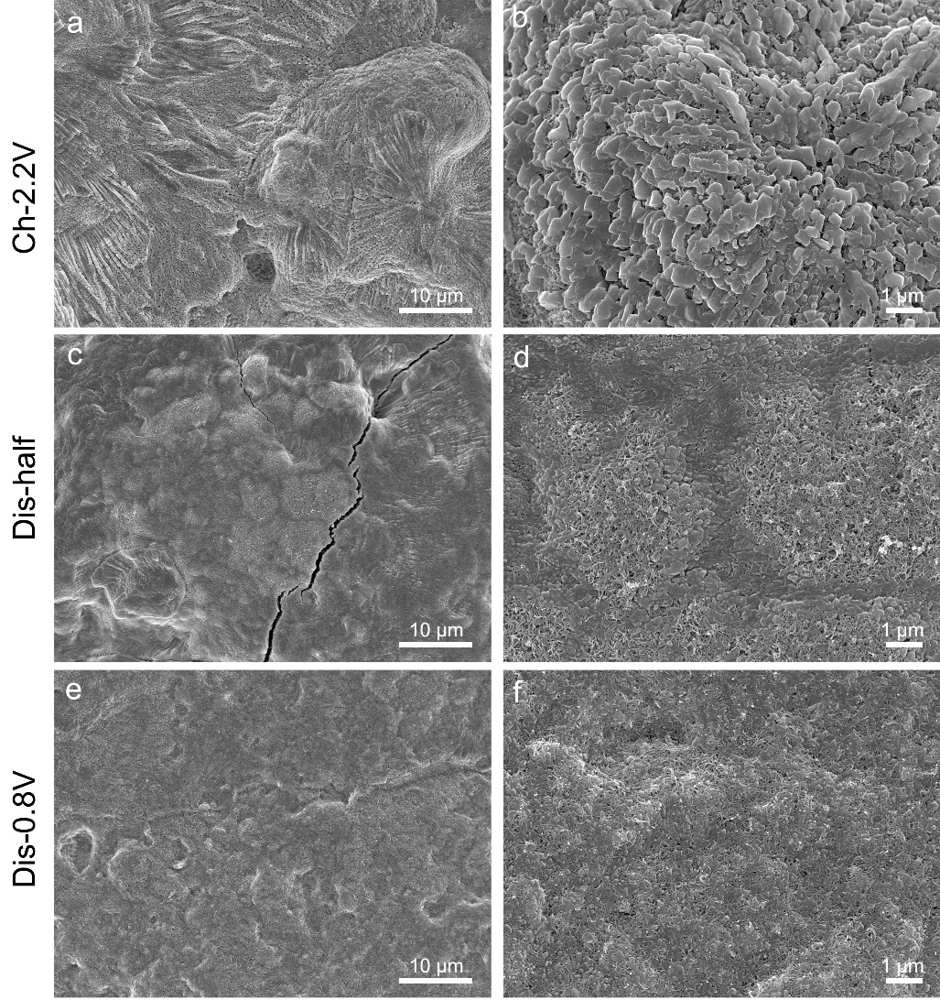 Ch-2.2V
a
10 µm
b
1 µm
Dis-half
c
10 µm
d
1 µm
Dis-0.8V
e
10 µm
f
1 µm